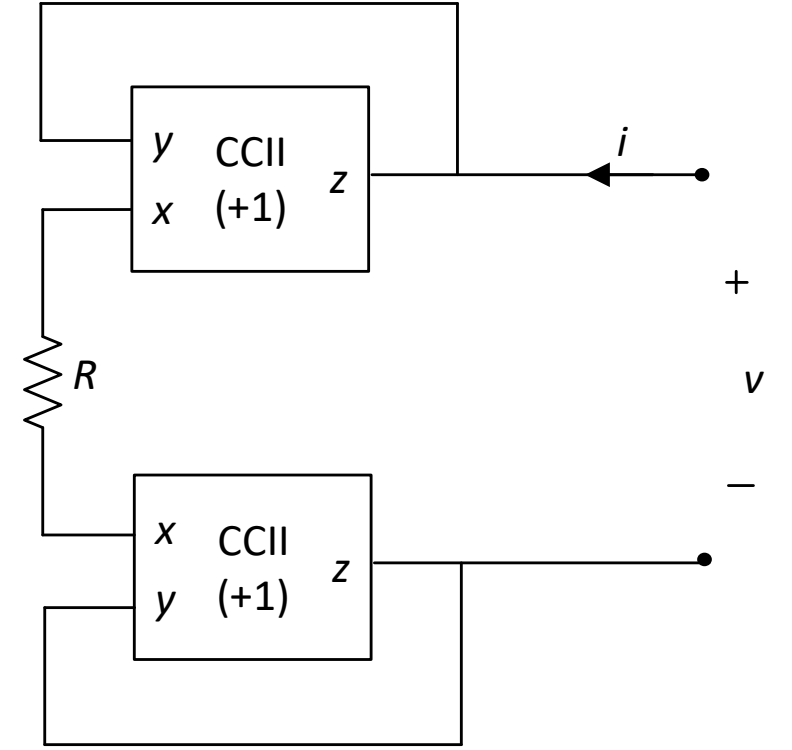 y CCII z
x (+1)
i
+
R
v
−
x CCII z
y (+1)